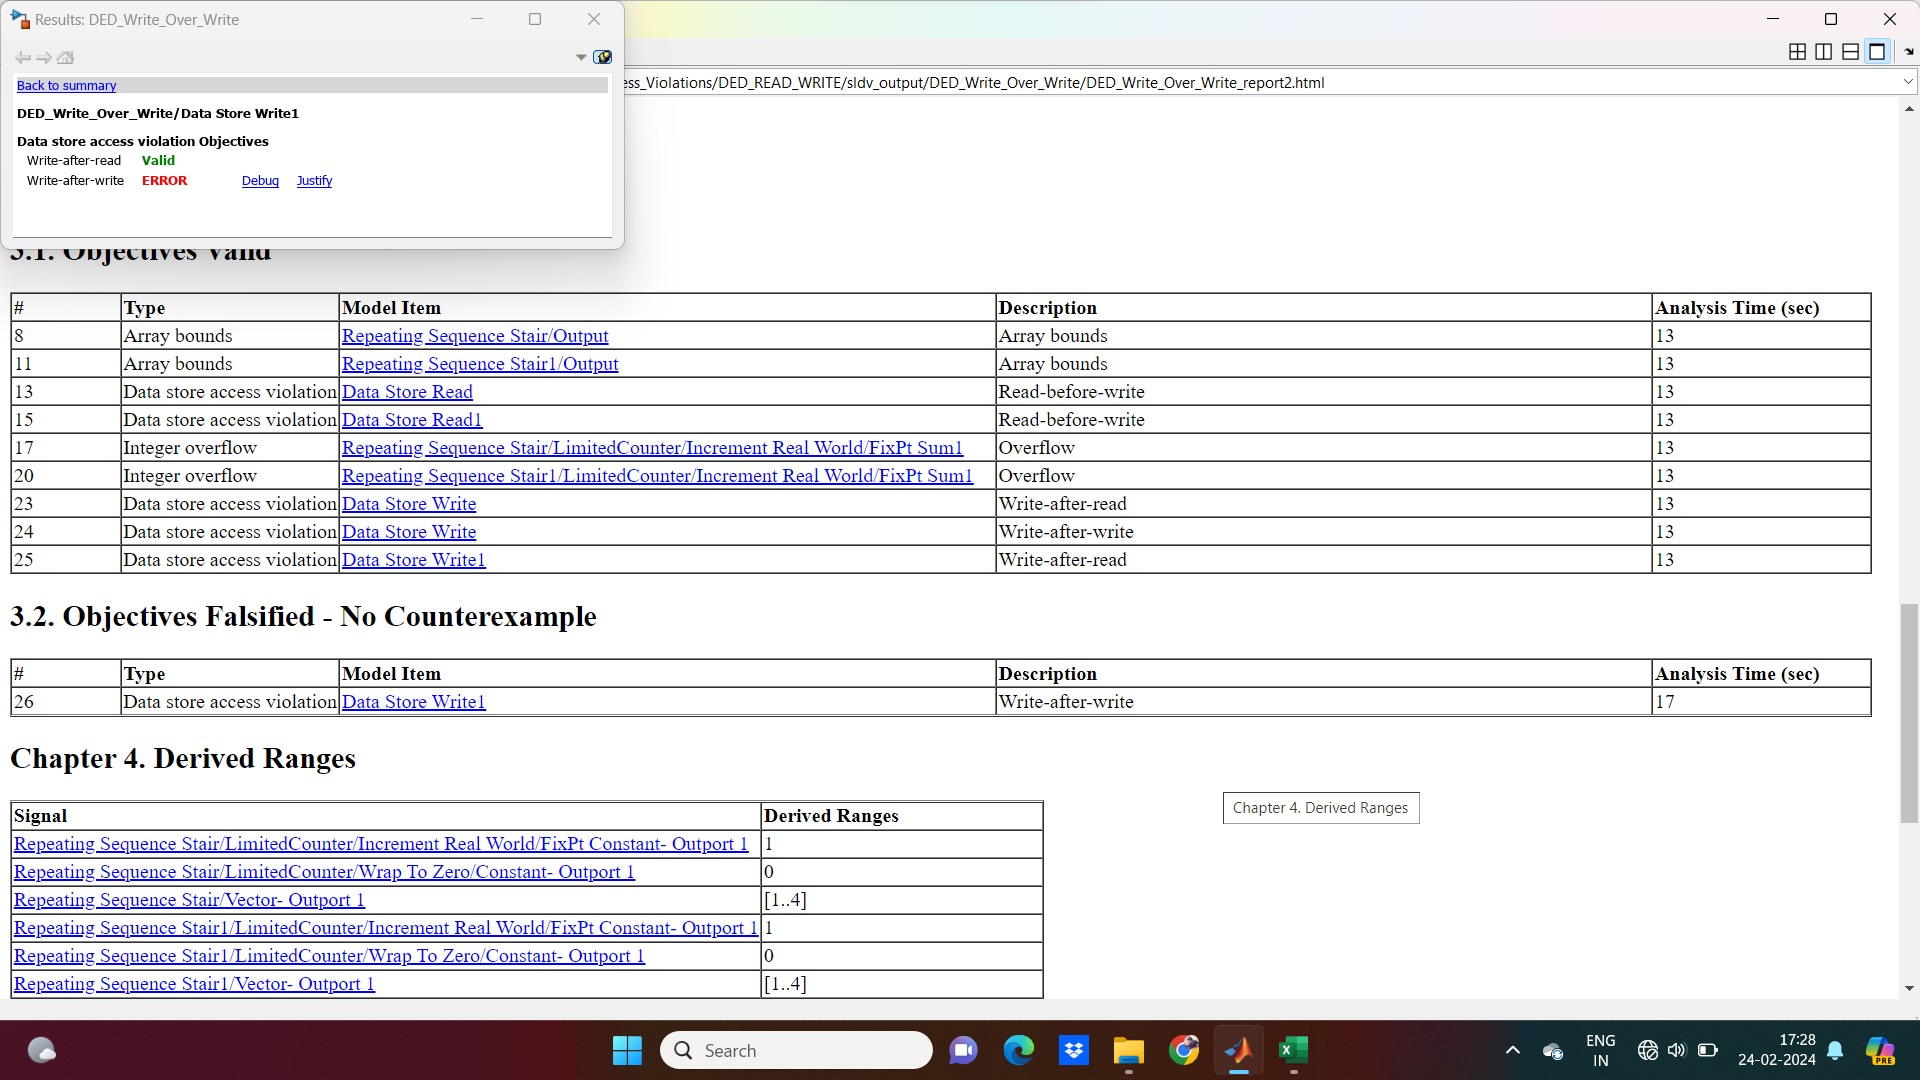 Results: DED_Write_Over_Write
Back to summary
DED_Write_Over_Write/Data Store Write1
Data store access violation Objectives
Write-after-read Valid
Write-after-write ERROR Debug Justify
ess_Violations/DED_READ_WRITE/sldv_output/DED_Write_Over_Write/DED_Write_Over_Write_report2.html
3.1. Objectives Valid
# Type Model Item Description Analysis Time (sec)
8 Array bounds Repeating Sequence Stair/Output Array bounds 13
11 Array bounds Repeating Sequence Stair1/Output Array bounds 13
13 Data store access violation Data Store Read Read-before-write 13
15 Data store access violation Data Store Read1 Read-before-write 13
17 Integer overflow Repeating Sequence Stair/LimitedCounter/Increment Real World/FixPt Sum1 Overflow 13
20 Integer overflow Repeating Sequence Stair1/LimitedCounter/Increment Real World/FixPt Sum1 Overflow 13
23 Data store access violation Data Store Write Write-after-read 13
24 Data store access violation Data Store Write Write-after-write 13
25 Data store access violation Data Store Write1 Write-after-read 13
3.2. Objectives Falsified - No Counterexample
# Type Model Item Description Analysis Time (sec)
26 Data store access violation Data Store Write1 Write-after-write 17
Chapter 4. Derived Ranges
Signal Derived Ranges
Chapter 4. Derived Ranges
Repeating Sequence Stair/LimitedCounter/Increment Real World/FixPt Constant- Outport 1 1
Repeating Sequence Stair/LimitedCounter/Wrap To Zero/Constant- Outport 1 0
Repeating Sequence Stair/Vector- Outport 1 [1..4]
Repeating Sequence Stair1/LimitedCounter/Increment Real World/FixPt Constant- Outport 1 1
Repeating Sequence Stair1/LimitedCounter/Wrap To Zero/Constant- Outport 1 0
Repeating Sequence Stair1/Vector- Outport 1 [1..4]
Search
ENG
IN
17:28
24-02-2024
PRE